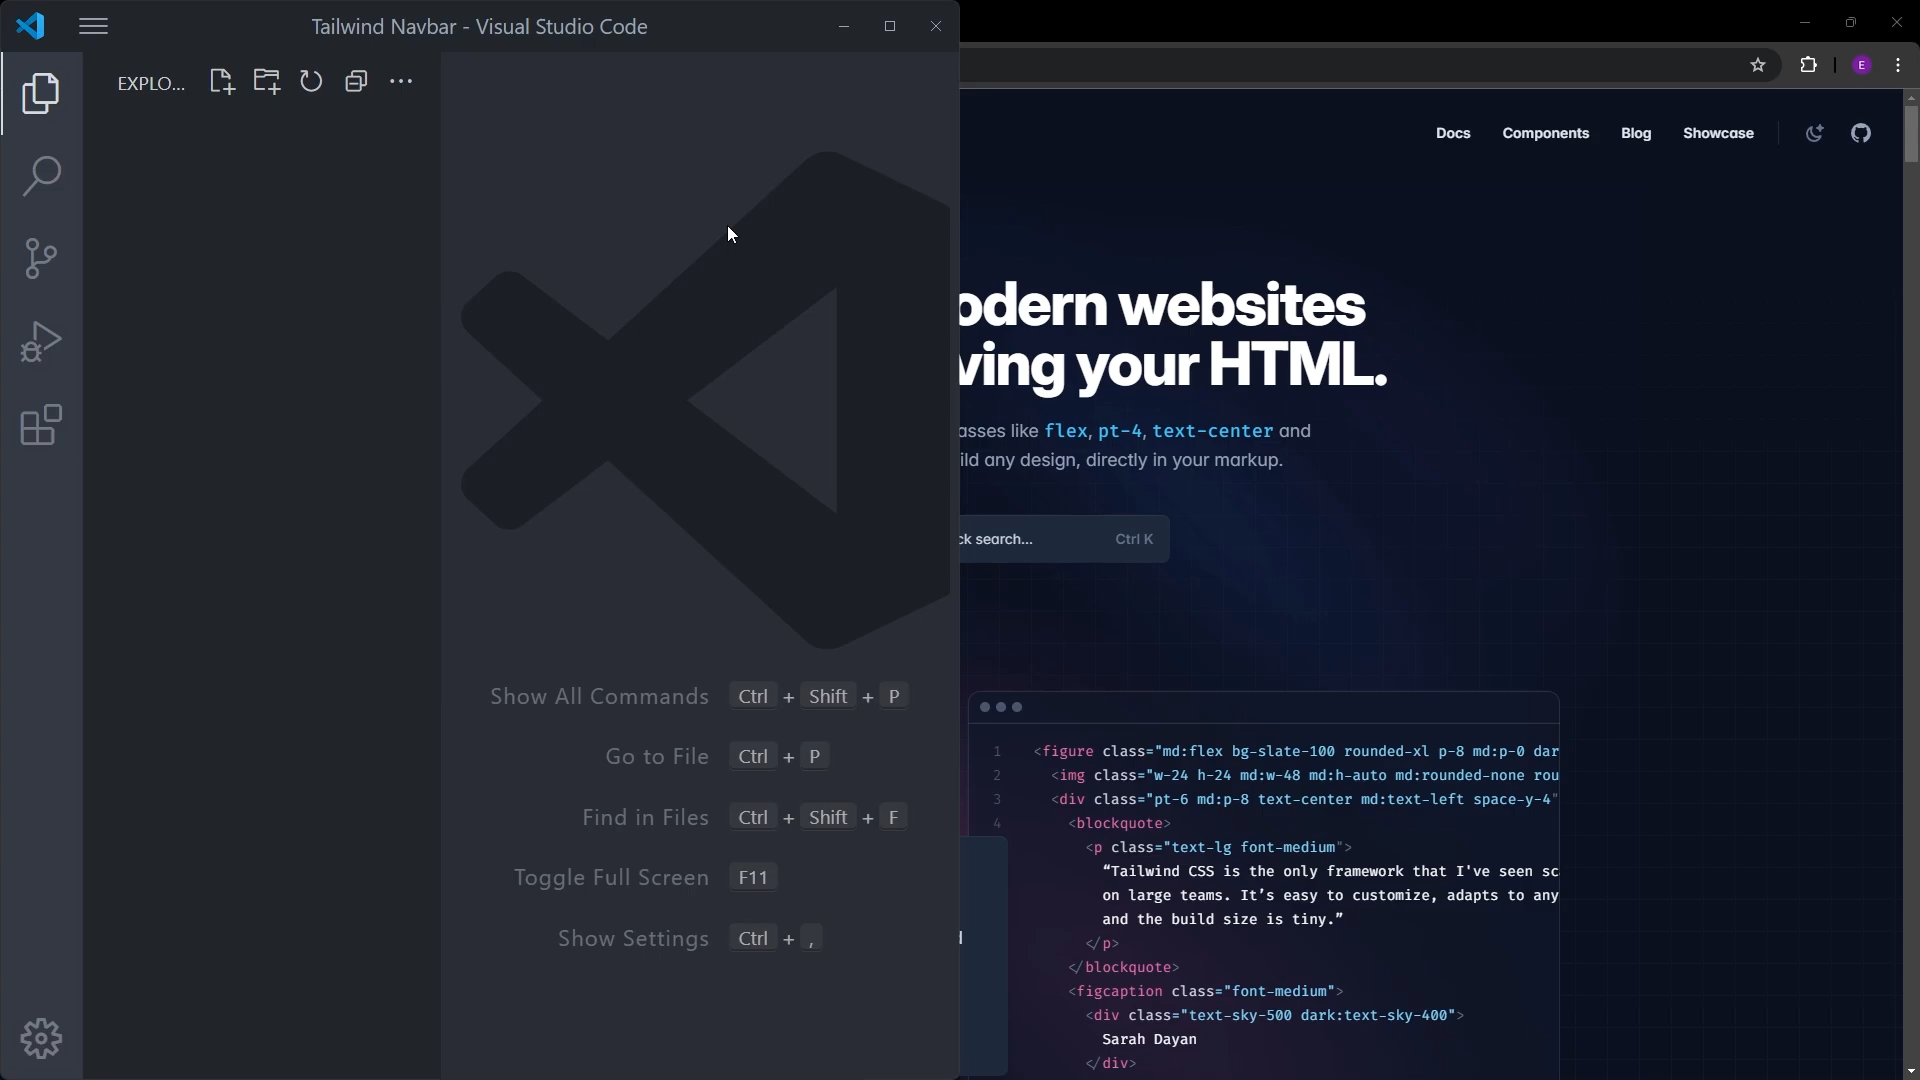 Tailwind Navbar - Visual Studio Code
EXPLO...
E
Docs
Components
Blog
Showcase
odern websites
ving your HTML.
asses like flex, pt-4, text-center and
ild any design, directly in your markup.
ck search...
Ctrl K
Show All Commands Ctrl + Shift + P
Go to File Ctrl + P
Find in Files Ctrl + Shift + F
Toggle Full Screen F11
Show Settings Ctrl + ,
1 <figure class="md:flex bg-slate-100 rounded-xl p-8 md:p-0 dar
2 <img class="w-24 h-24 md:w-48 md:h-auto md:rounded-none rou
3 <div class="pt-6 md:p-8 text-center md:text-left space-y-4"
4 <blockquote>
<p class="text-lg font-medium">
“Tailwind CSS is the only framework that I've seen sc
on large teams. It’s easy to customize, adapts to any
and the build size is tiny.”
</p>
</blockquote>
<figcaption class="font-medium">
<div class="text-sky-500 dark:text-sky-400">
Sarah Dayan
</div>